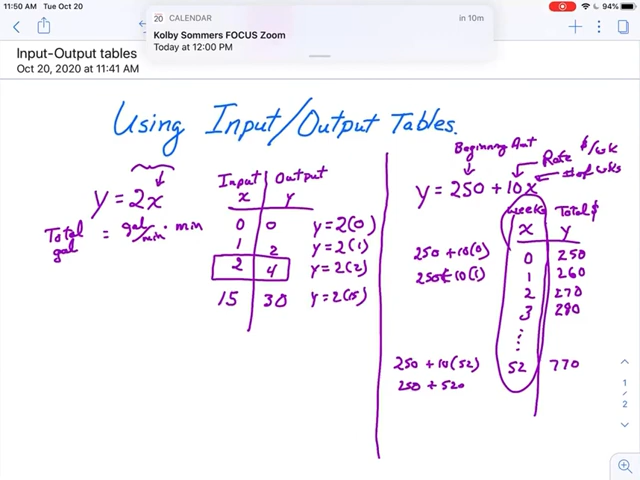 11:50 AM Tue Oct 20
94%
20 CALENDAR
in 10m
Kolby Sommers FOCUS Zoom
Today at 12:00 PM
Input-Output tables
Oct 20, 2020 at 11:41 AM
Using Input/Output Tables.
y = 2x
Total gal = gal/min · min
Input Output
x y
0 0 y = 2(0)
1 2 y = 2(1)
2 4 y = 2(2)
15 30 y = 2(15)
Beginning Amt
Rate $/wk
# of wks
y = 250 + 10x
weeks Total $
x y
250 + 10(0) 0 250
250 + 10(1) 1 260
2 270
3 280
250 + 10(52) 52 770
250 + 520
1
/
2